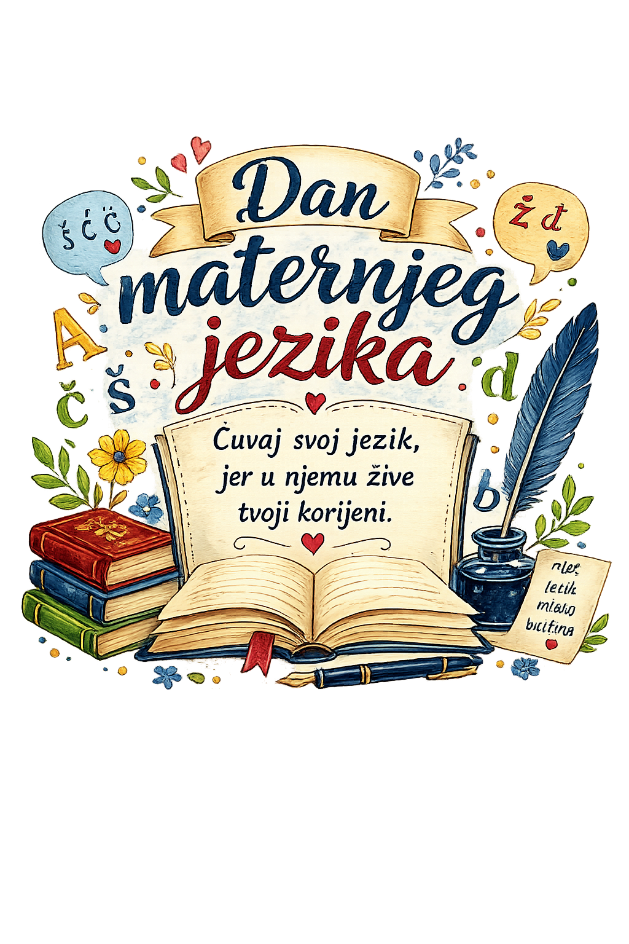 Dan
maternjeg
jezika
š ć č
ž đ
A
Č
Š
d
b
Čuvaj svoj jezik,
jer u njemu žive
tvoji korijeni.